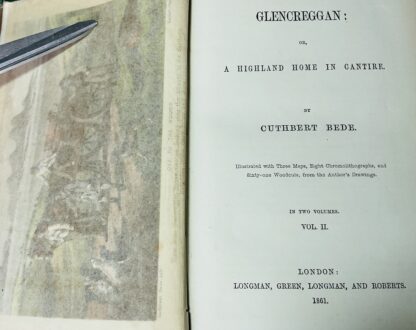 GLENCREGGAN:
OR,
A HIGHLAND HOME IN CANTIRE.
BY
CUTHBERT BEDE.
Illustrated with Three Maps, Eight Chromolithographs, and
Sixty-one Woodcuts, from the Author's Drawings.
IN TWO VOLUMES.
VOL. II.
LONDON:
LONGMAN, GREEN, LONGMAN, AND ROBERTS.
1861.